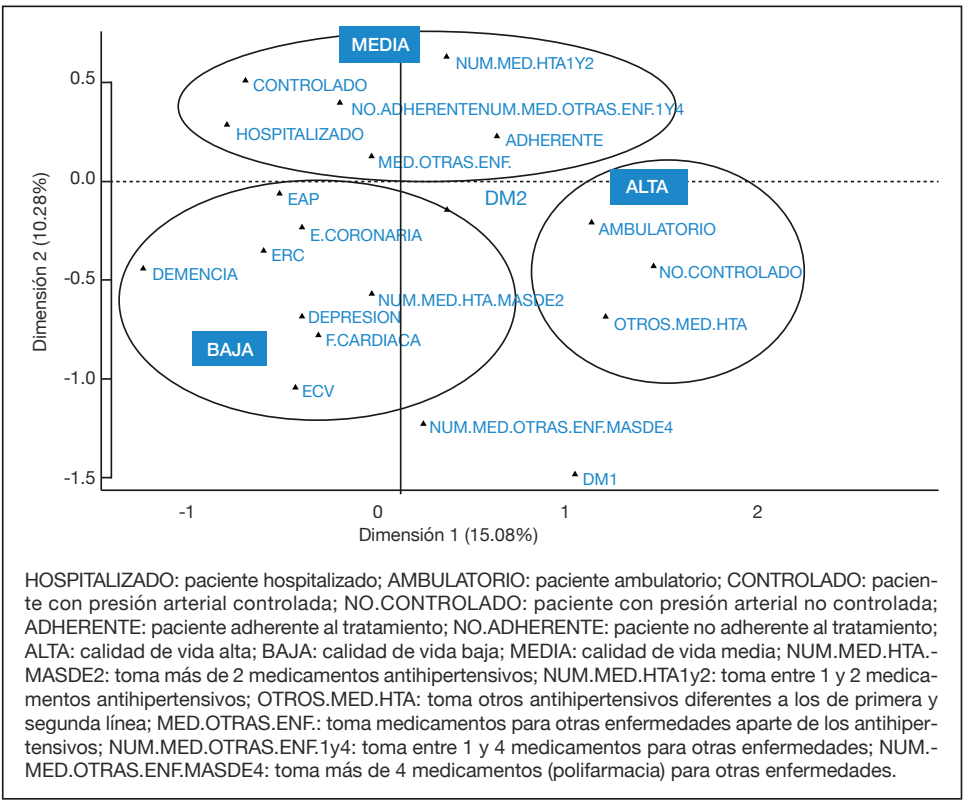 MEDIA
NUM.MED.HTA1Y2
0.5
CONTROLADO
NO.ADHERENTENUM.MED.OTRAS.ENF.1Y4
HOSPITALIZADO
ADHERENTE
MED.OTRAS.ENF.
0.0
ALTA
EAP
DM2
AMBULATORIO
E.CORONARIA
ERC
DEMENCIA
NO.CONTROLADO
-0.5
NUM.MED.HTA.MASDE2
DEPRESION
OTROS.MED.HTA
F.CARDIACA
BAJA
-1.0
ECV
NUM.MED.OTRAS.ENF.MASDE4
-1.5
DM1
Dimensión 2 (10.28%)
-1 0 1 2
Dimensión 1 (15.08%)
HOSPITALIZADO: paciente hospitalizado; AMBULATORIO: paciente ambulatorio; CONTROLADO: pacien-
te con presión arterial controlada; NO.CONTROLADO: paciente con presión arterial no controlada;
ADHERENTE: paciente adherente al tratamiento; NO.ADHERENTE: paciente no adherente al tratamiento;
ALTA: calidad de vida alta; BAJA: calidad de vida baja; MEDIA: calidad de vida media; NUM.MED.HTA.-
MASDE2: toma más de 2 medicamentos antihipertensivos; NUM.MED.HTA1y2: toma entre 1 y 2 medica-
mentos antihipertensivos; OTROS.MED.HTA: toma otros antihipertensivos diferentes a los de primera y
segunda línea; MED.OTRAS.ENF.: toma medicamentos para otras enfermedades aparte de los antihiper-
tensivos; NUM.MED.OTRAS.ENF.1y4: toma entre 1 y 4 medicamentos para otras enfermedades; NUM.-
MED.OTRAS.ENF.MASDE4: toma más de 4 medicamentos (polifarmacia) para otras enfermedades.